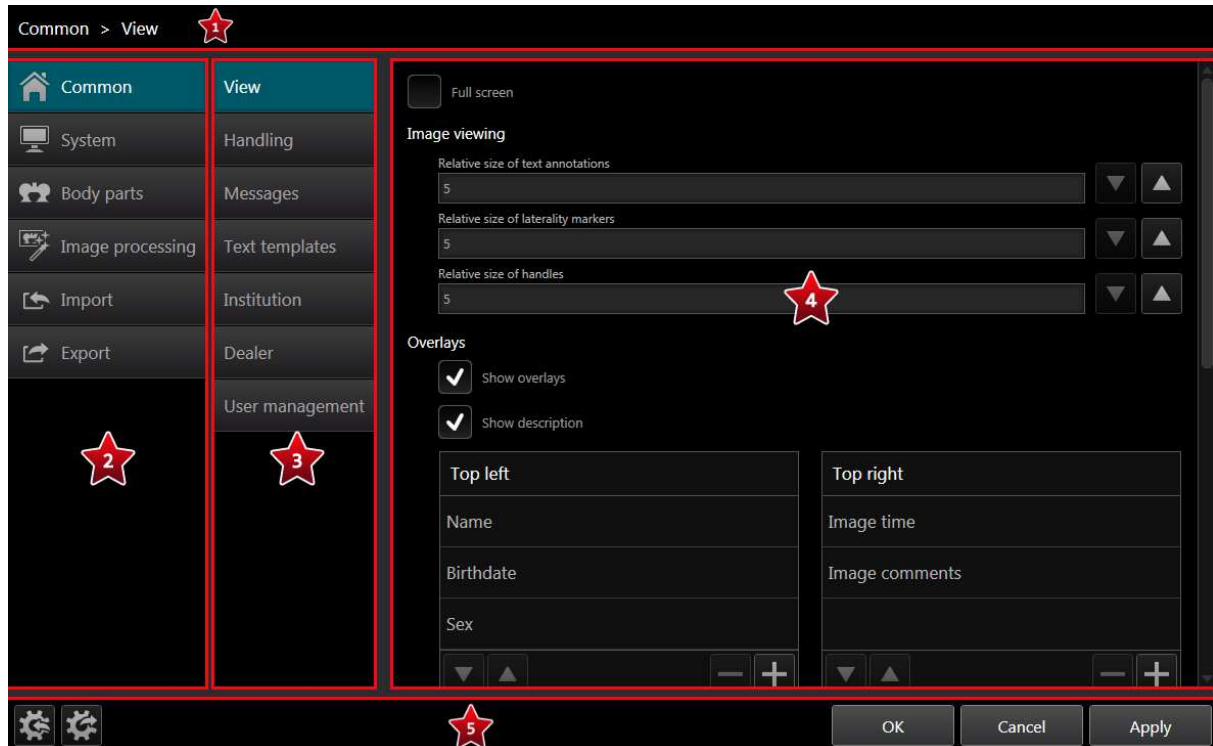 Common > View
1
Common
System
Body parts
Image processing
Import
Export
2
View
Handling
Messages
Text templates
Institution
Dealer
User management
3
Full screen
Image viewing
Relative size of text annotations
5
Relative size of laterality markers
5
Relative size of handles
5
4
Overlays
Show overlays
Show description
Top left
Name
Birthdate
Sex
Top right
Image time
Image comments
5
OK
Cancel
Apply